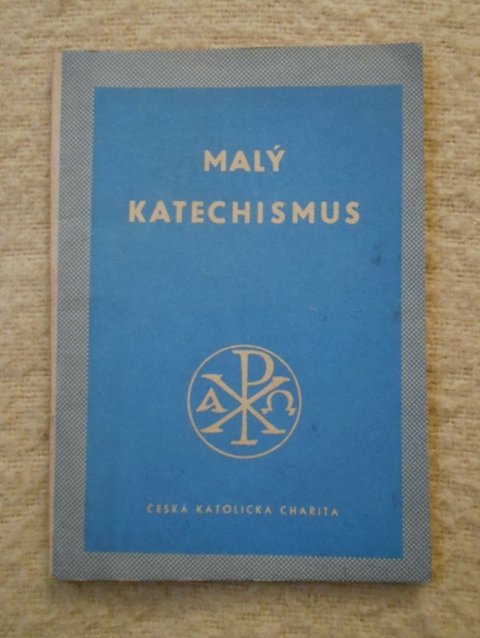 MALÝ
KATECHISMUS
Α Ω
ČESKÁ KATOLICKÁ CHARITA